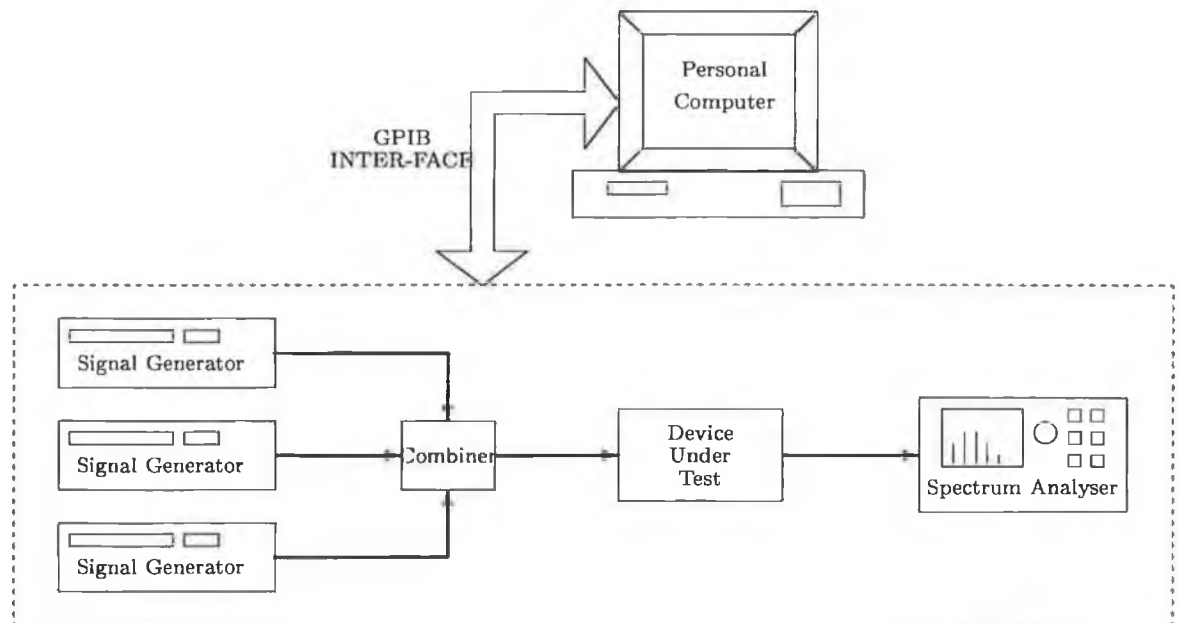 Personal
Computer
GPIB
INTER-FACE
Signal Generator
Signal Generator
Signal Generator
Combiner
Device
Under
Test
Spectrum Analyser